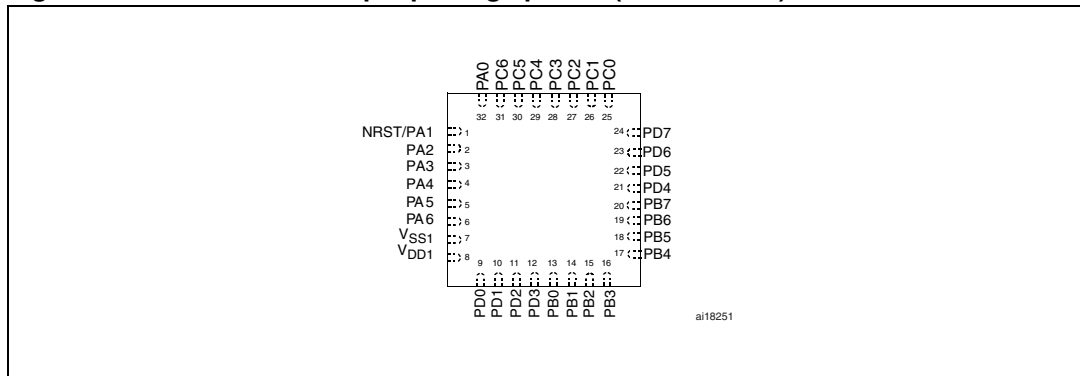 PA0 PC6 PC5 PC4 PC3 PC2 PC1 PC0
32 31 30 29 28 27 26 25
NRST/PA1 1 24 PD7
PA2 2 23 PD6
PA3 3 22 PD5
PA4 4 21 PD4
PA5 5 20 PB7
PA6 6 19 PB6
VSS1 7 18 PB5
VDD1 8 17 PB4
9 10 11 12 13 14 15 16
PD0 PD1 PD2 PD3 PB0 PB1 PB2 PB3
ai18251